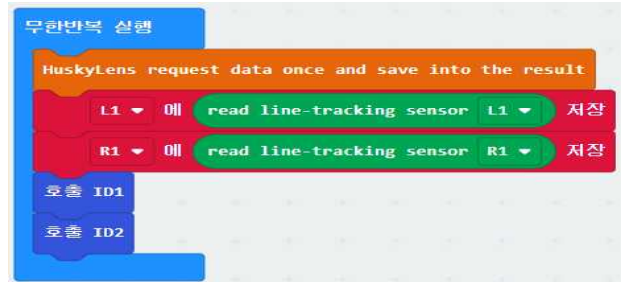 무한반복 실행
HuskyLens request data once and save into the result
L1 에 read line-tracking sensor L1 저장
R1 에 read line-tracking sensor R1 저장
호출 ID1
호출 ID2